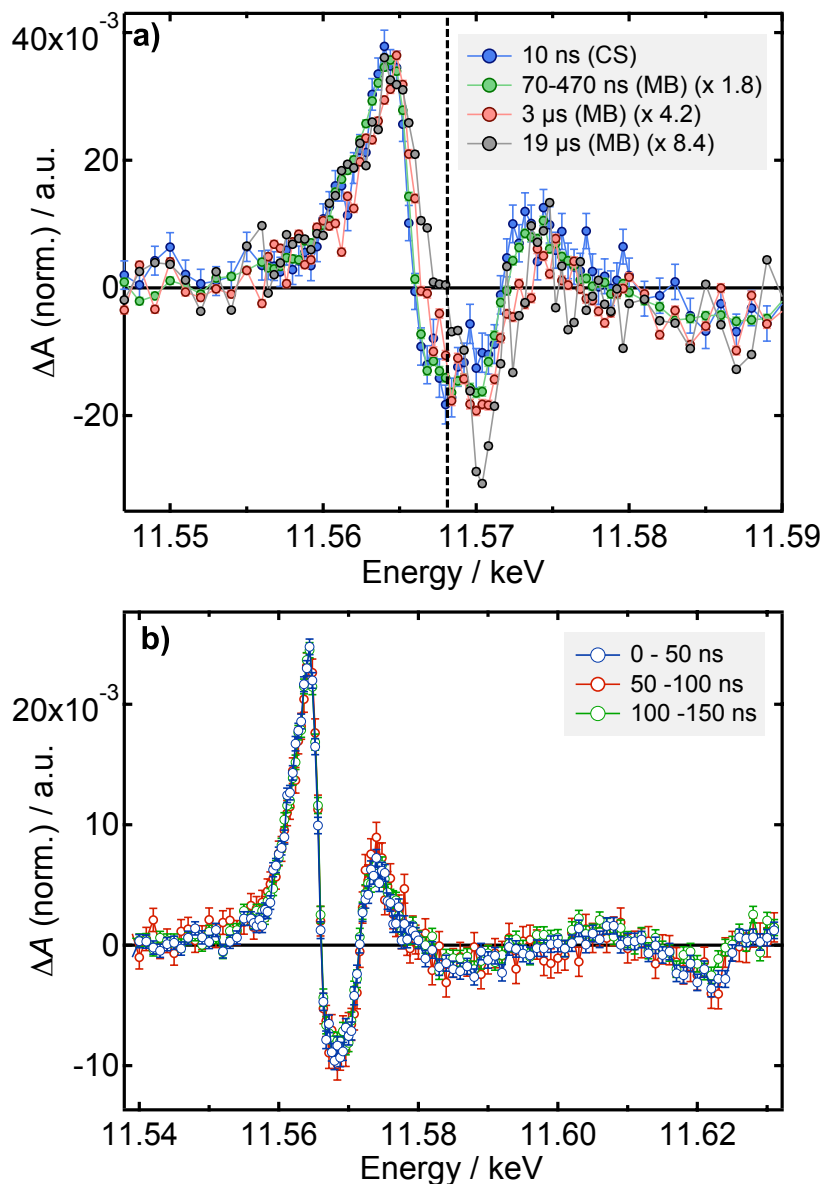 40x10-3
a)
10 ns (CS)
70-470 ns (MB) (x 1.8)
3 µs (MB) (x 4.2)
19 µs (MB) (x 8.4)
20
0
-20
ΔA (norm.) / a.u.
11.55 11.56 11.57 11.58 11.59
Energy / keV
b)
0 - 50 ns
50 -100 ns
100 -150 ns
20x10-3
10
0
-10
ΔA (norm.) / a.u.
11.54 11.56 11.58 11.60 11.62
Energy / keV